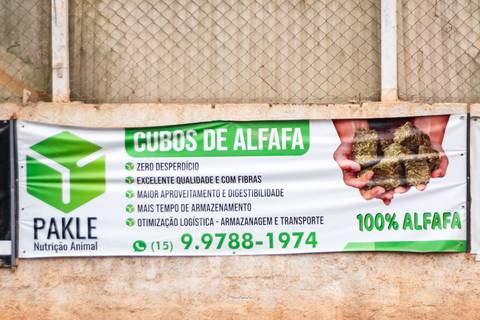 CUBOS DE ALFAFA
ZERO DESPERDÍCIO
EXCELENTE QUALIDADE E COM FIBRAS
MAIOR APROVEITAMENTO E DIGESTIBILIDADE
MAIS TEMPO DE ARMAZENAMENTO
OTIMIZAÇÃO LOGÍSTICA - ARMAZANAGEM E TRANSPORTE
(15) 9.9788-1974
PAKLE
Nutrição Animal
100% ALFAFA